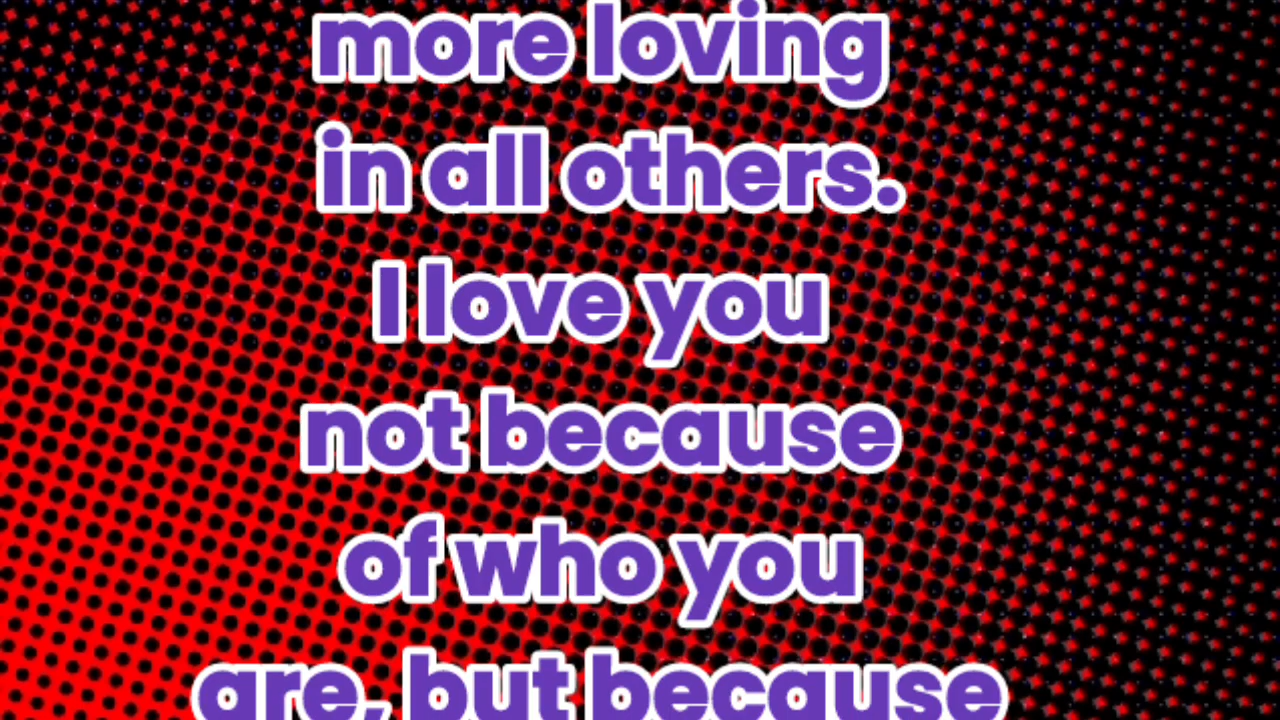 more loving
in all others.
I love you
not because
of who you
are, but because